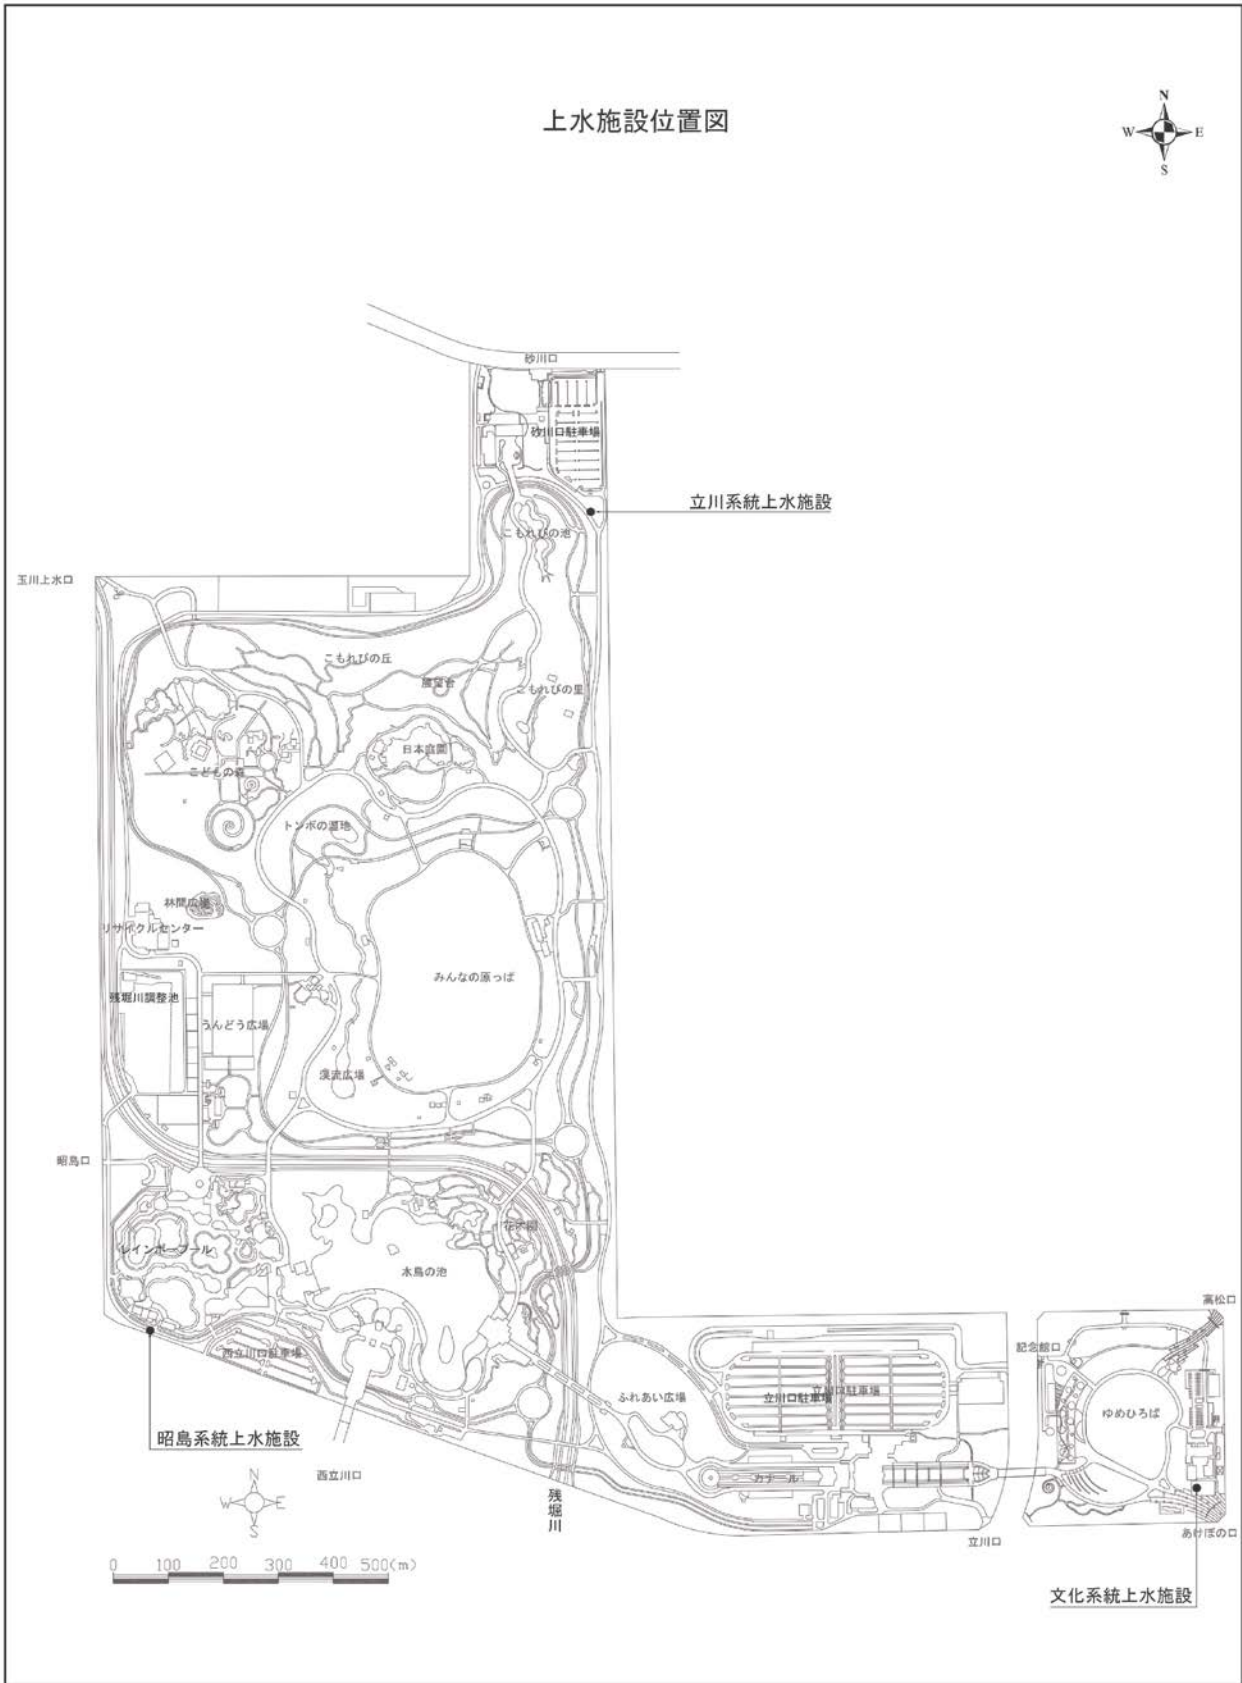 上水施設位置図
N
W E
S
砂川口
砂川口駐車場
立川系統上水施設
こもれびの池
玉川上水口
こもれびの丘
こもれびの里
日本庭園
こどもの森
トンボの湿地
林間広場
リサイクルセンター
みんなの原っぱ
残堀川調整池
うんどう広場
渓流広場
昭島口
花木園
レインボープール
水鳥の池
高松口
記念館口
西立川口駐車場
ふれあい広場
立川口駐車場
立川口駐車場
ゆめひろば
昭島系統上水施設
カナール
西立川口
N
W E
S
残堀川
あけぼの口
立川口
0 100 200 300 400 500(m)
文化系統上水施設